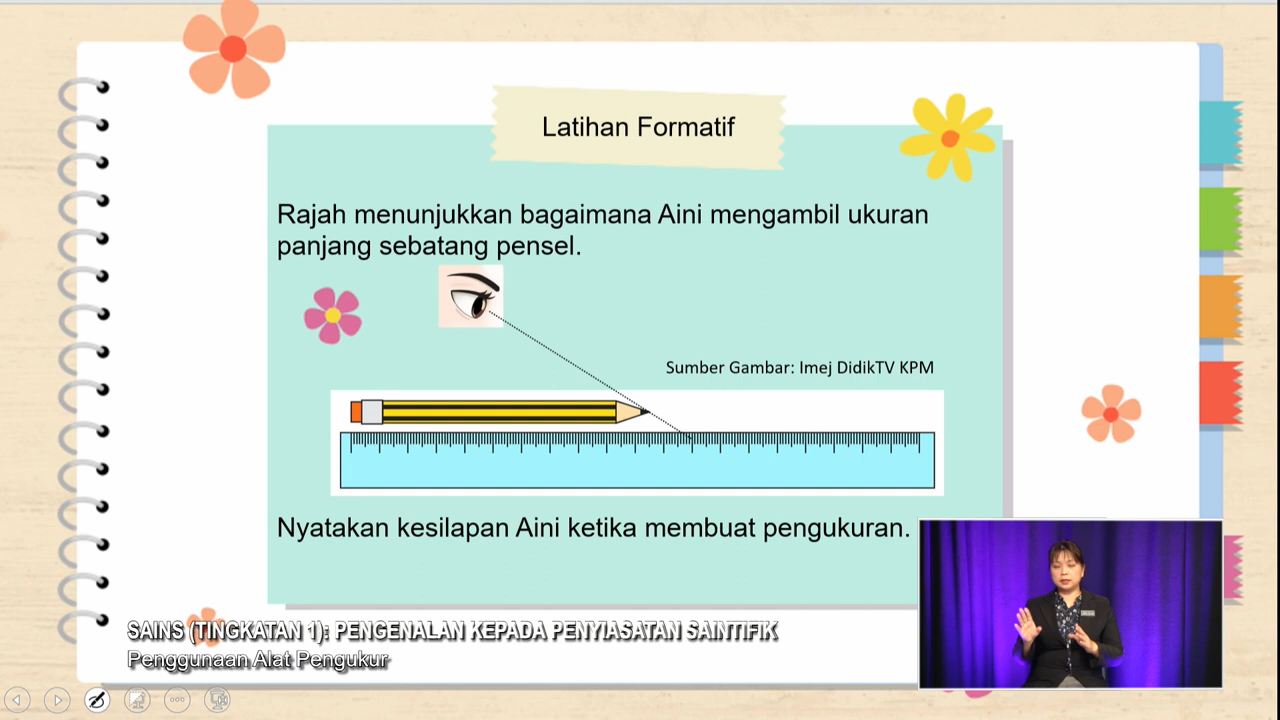 Latihan Formatif
Rajah menunjukkan bagaimana Aini mengambil ukuran
panjang sebatang pensel.
Sumber Gambar: Imej DidikTV KPM
Nyatakan kesilapan Aini ketika membuat pengukuran.
SAINS (TINGKATAN 1): PENGENALAN KEPADA PENYIASATAN SAINTIFIK
Penggunaan Alat Pengukur